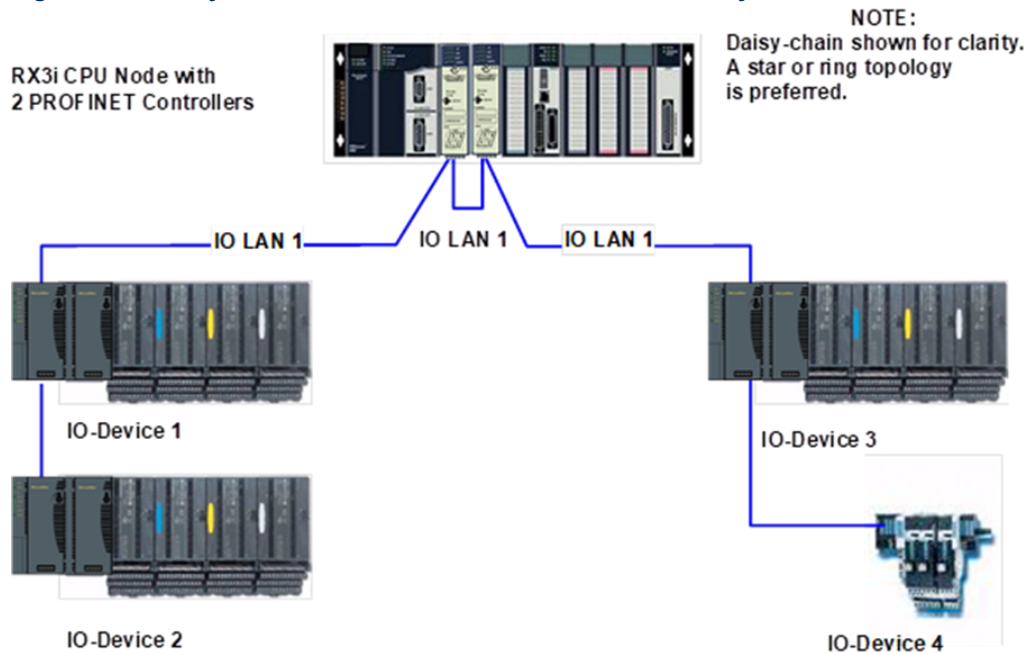 NOTE:
Daisy-chain shown for clarity.
A star or ring topology
is preferred.
RX3i CPU Node with
2 PROFINET Controllers
IO LAN 1
IO LAN 1
IO LAN 1
IO-Device 1
IO-Device 3
IO-Device 2
IO-Device 4